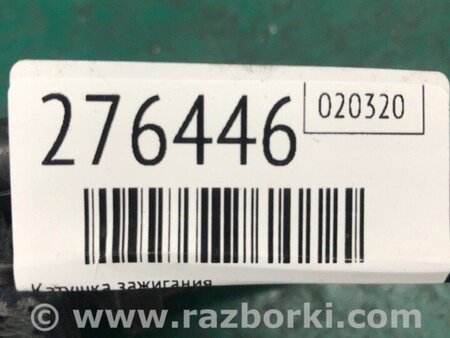 276446
020320
Катушка зажигания
© www.razborki.com